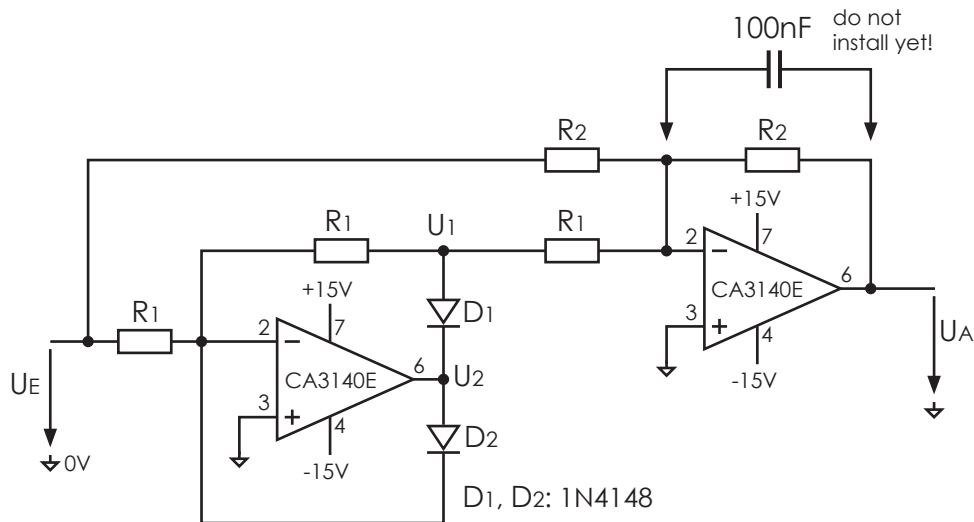 100nF
do not
install yet!
R2
R2
+15V
R1
U1
R1
2
7
6
CA3140E
+15V
D1
3
R1
2
7
4
UA
6
U2
-15V
UE
CA3140E
3
4
D2
0V
-15V
D1, D2: 1N4148